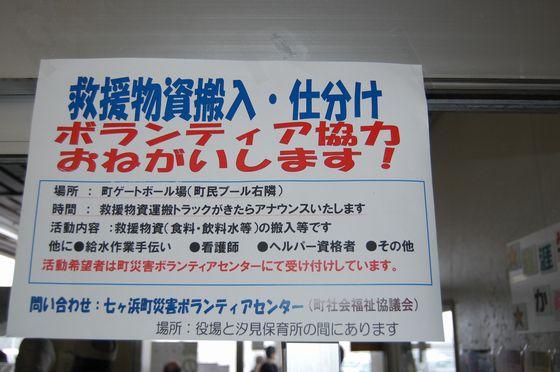 救援物資搬入・仕分け
ボランティア協力
おねがいします!
場所 : 町ゲートボール場(町民プール右隣)
時間 : 救援物資運搬トラックがきたらアナウンスいたします
活動内容 :救援物資(食料・飲料水等)の搬入等です
他に●給水作業手伝い ●看護師 ●ヘルパー資格者 ●その他
活動希望者は町災害ボランティアセンターにて受け付けしています。
問い合わせ:七ヶ浜町災害ボランティアセンター(町社会福祉協議会)
場所:役場と汐見保育所の間にあります